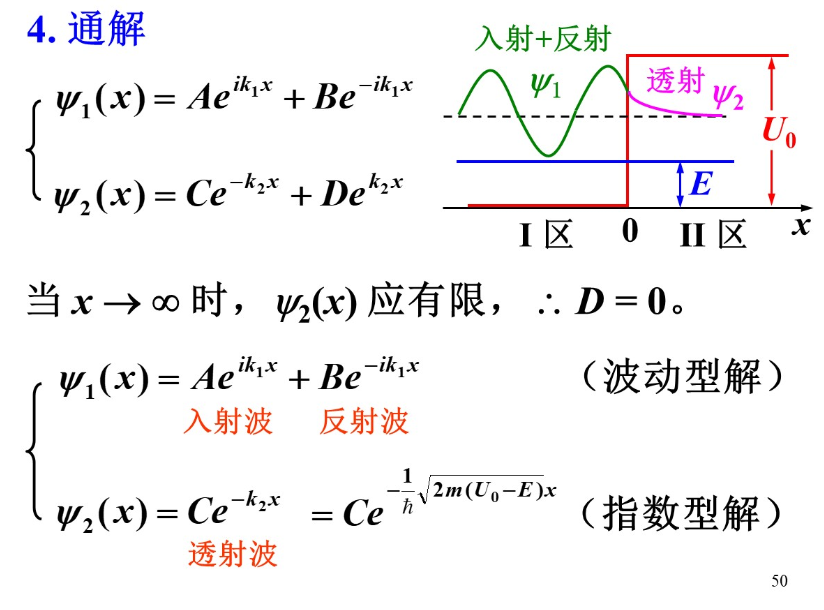 4. 通解
ψ₁(x) = Ae^{ik₁x} + Be^{-ik₁x}
ψ₂(x) = Ce^{-k₂x} + De^{k₂x}
入射+反射
ψ₁
透射 ψ₂
U₀
E
I 区 0 II 区 x
当 x → ∞ 时， ψ₂(x) 应有限， ∴ D = 0。
ψ₁(x) = Ae^{ik₁x} + Be^{-ik₁x} （波动型解）
入射波 反射波
ψ₂(x) = Ce^{-k₂x} = Ce^{-\frac{1}{ħ}\sqrt{2m(U₀-E)}x} （指数型解）
透射波
50